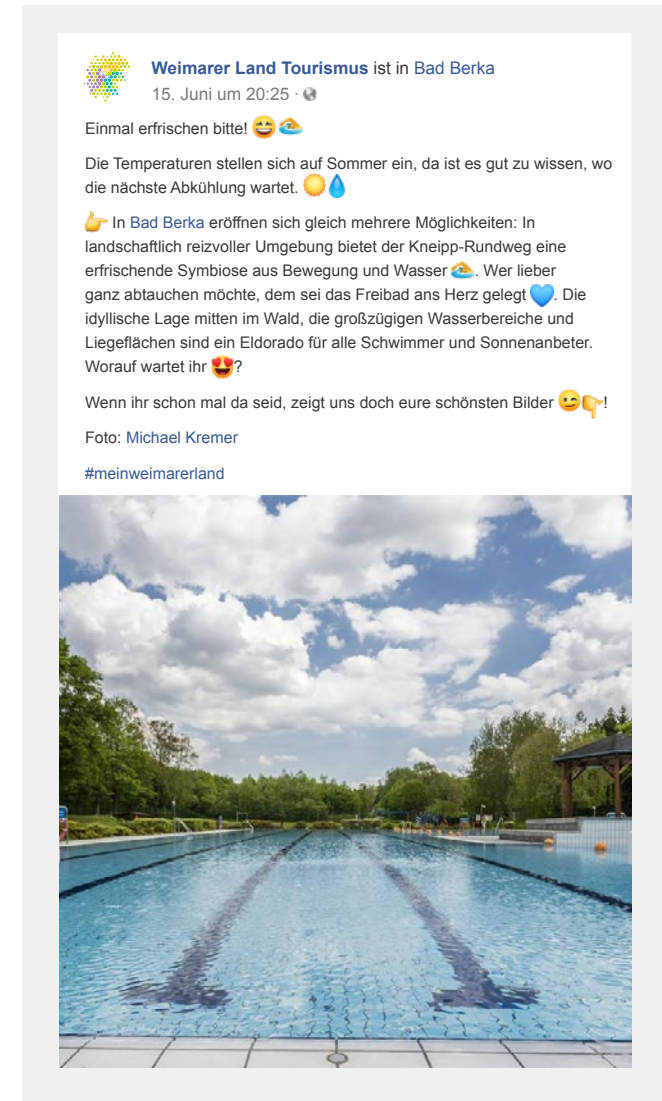 Weimarer Land Tourismus ist in Bad Berka
15. Juni um 20:25 ·
Einmal erfrischen bitte! 😄 🏊
Die Temperaturen stellen sich auf Sommer ein, da ist es gut zu wissen, wo
die nächste Abkühlung wartet. ☀️💧
👉 In Bad Berka eröffnen sich gleich mehrere Möglichkeiten: In
landschaftlich reizvoller Umgebung bietet der Kneipp-Rundweg eine
erfrischende Symbiose aus Bewegung und Wasser 🏊. Wer lieber
ganz abtauchen möchte, dem sei das Freibad ans Herz gelegt 💙. Die
idyllische Lage mitten im Wald, die großzügigen Wasserbereiche und
Liegeflächen sind ein Eldorado für alle Schwimmer und Sonnenanbeter.
Worauf wartet ihr 😍?
Wenn ihr schon mal da seid, zeigt uns doch eure schönsten Bilder 😉👇!
Foto: Michael Kremer
#meinweimarerland